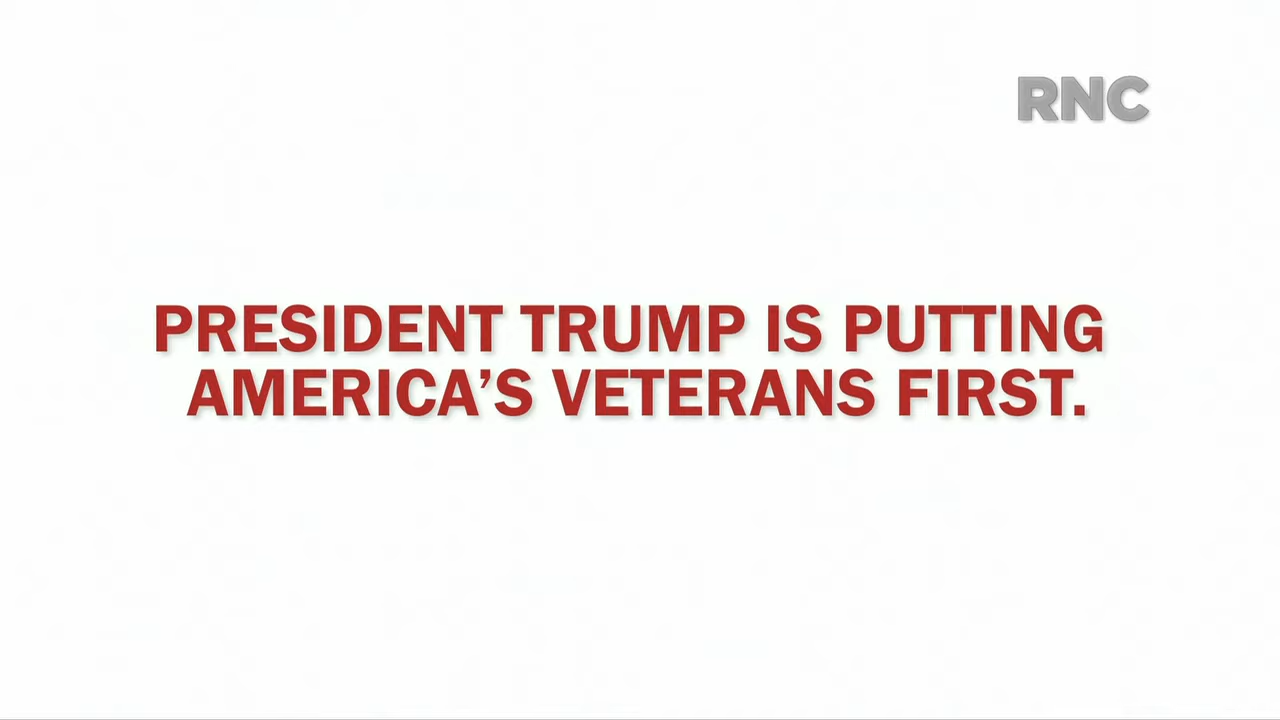 RNC
PRESIDENT TRUMP IS PUTTING
AMERICA’S VETERANS FIRST.